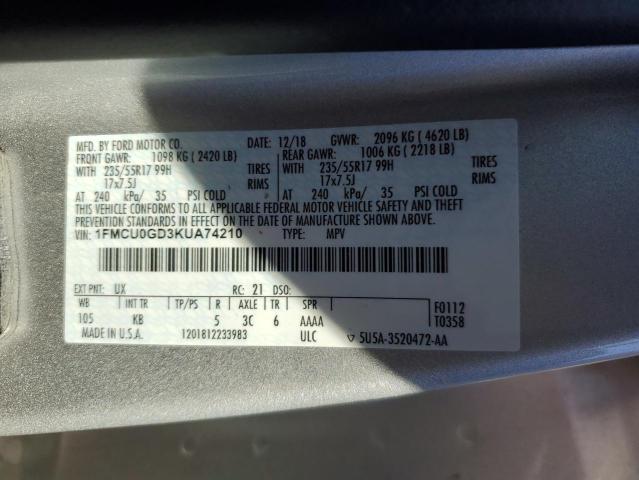 MFD. BY FORD MOTOR CO. DATE: 12/18 GVWR: 2096 KG ( 4620 LB)
FRONT GAWR: 1098 KG ( 2420 LB) REAR GAWR: 1006 KG ( 2218 LB)
WITH 235/55R17 99H TIRES WITH 235/55R17 99H TIRES
17x7.5J RIMS 17x7.5J RIMS
AT 240 kPa/ 35 PSI COLD AT 240 kPa/ 35 PSI COLD
THIS VEHICLE CONFORMS TO ALL APPLICABLE FEDERAL MOTOR VEHICLE SAFETY AND THEFT
PREVENTION STANDARDS IN EFFECT ON THE DATE OF MANUFACTURE SHOWN ABOVE.
VIN: 1FMCU0GD3KUA74210 TYPE: MPV
EXT PNT: UX RC: 21 DSO:
WB INT TR TP/PS R AXLE TR SPR F0112
105 KB 5 3C 6 AAAA T0358
MADE IN U.S.A. 1201812233983 ULC 5U5A-3520472-AA